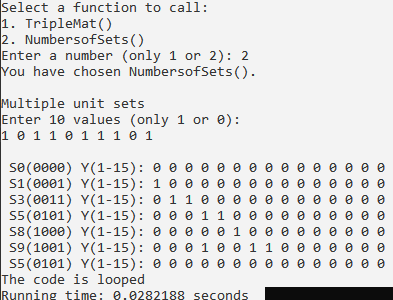 Select a function to call:
1. TripleMat()
2. NumbersofSets()
Enter a number (only 1 or 2): 2
You have chosen NumbersofSets().
Multiple unit sets
Enter 10 values (only 1 or 0):
1 0 1 1 0 1 1 1 0 1
S0(0000) Y(1-15): 0 0 0 0 0 0 0 0 0 0 0 0 0 0 0
S1(0001) Y(1-15): 1 0 0 0 0 0 0 0 0 0 0 0 0 0 0
S3(0011) Y(1-15): 0 1 1 0 0 0 0 0 0 0 0 0 0 0 0
S5(0101) Y(1-15): 0 0 0 1 1 0 0 0 0 0 0 0 0 0 0
S8(1000) Y(1-15): 0 0 0 0 0 1 0 0 0 0 0 0 0 0 0
S9(1001) Y(1-15): 0 0 0 1 0 0 1 1 0 0 0 0 0 0 0
S5(0101) Y(1-15): 0 0 0 0 0 0 0 0 0 0 0 0 0 0 0
The code is looped
Running time: 0.0282188 seconds